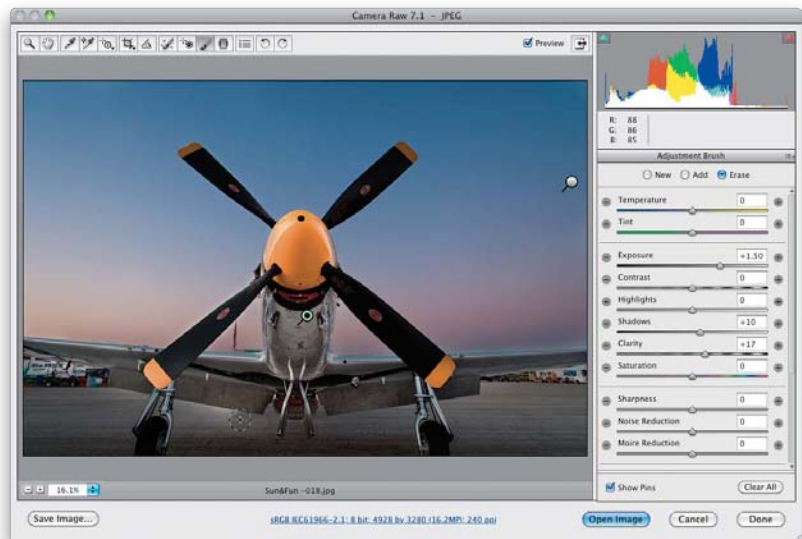 Camera Raw 7.1 - JPEG
Preview
R: 88
G: 86
B: 85
Adjustment Brush
New Add Erase
Temperature 0
Tint 0
Exposure +1.50
Contrast 0
Highlights 0
Shadows +10
Clarity +17
Saturation 0
Sharpness 0
Noise Reduction 0
Moire Reduction 0
Show Pins Clear All
16.1% Sun&Fun -018.jpg
Save Image... sRGB IEC61966-2.1; 8 bit; 4928 by 3280 (16.2MP); 240 ppi Open Image Cancel Done